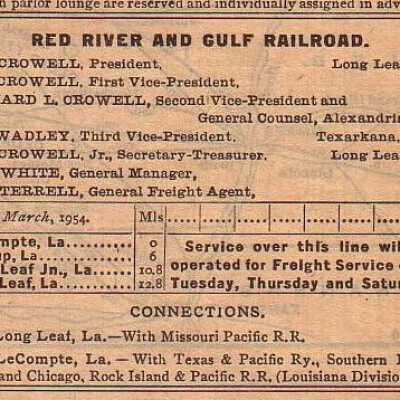 n parlor lounge are reserved and individually assigned in adv
RED RIVER AND GULF RAILROAD.
CROWELL, President, Long Leaf
CROWELL, First Vice-President.
ARD L. CROWELL, Second Vice-President and
General Counsel, Alexandri
WADLEY, Third Vice-President. Texarkana,
CROWELL, Jr., Secretary-Treasurer. Long Leaf
WHITE, General Manager,
TERRELL, General Freight Agent,
March, 1954. Mls
mpte, La.......... 0 Service over this line wil
up, La........... 6 operated for Freight Service
Leaf Jn., La..... 10.8 Tuesday, Thursday and Satu
Leaf, La......... 12.8
CONNECTIONS.
Long Leaf, La.—With Missouri Pacific R.R.
LeCompte, La.—With Texas & Pacific Ry., Southern P
and Chicago, Rock Island & Pacific R.R. (Louisiana Division